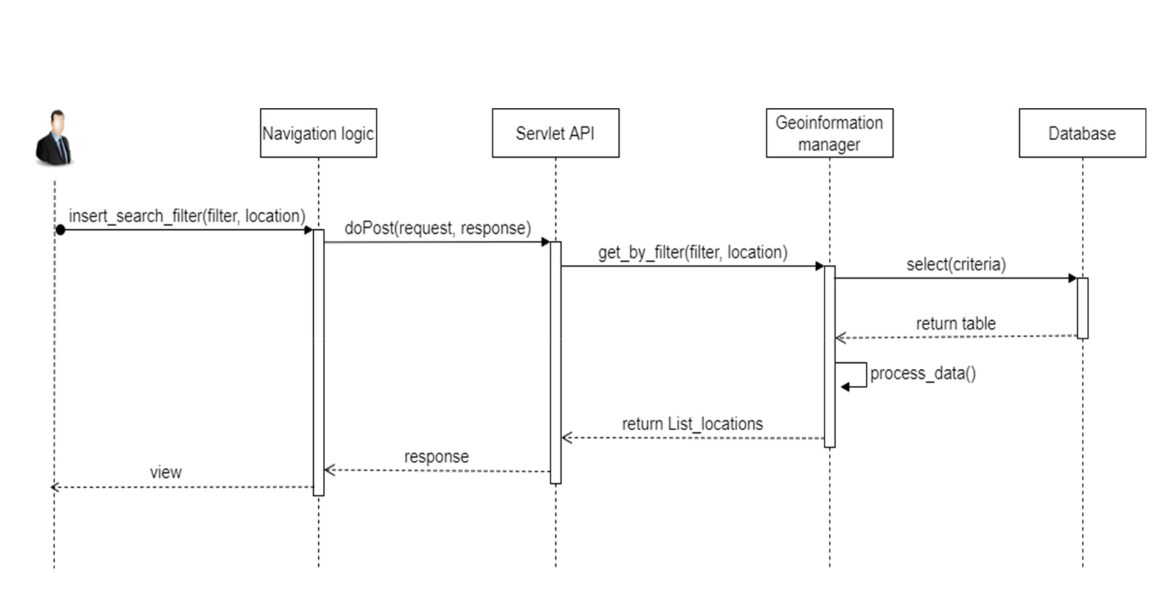 Navigation logic
Servlet API
Geoinformation
manager
Database
insert_search_filter(filter, location)
doPost(request, response)
get_by_filter(filter, location)
select(criteria)
return table
process_data()
return List_locations
response
view